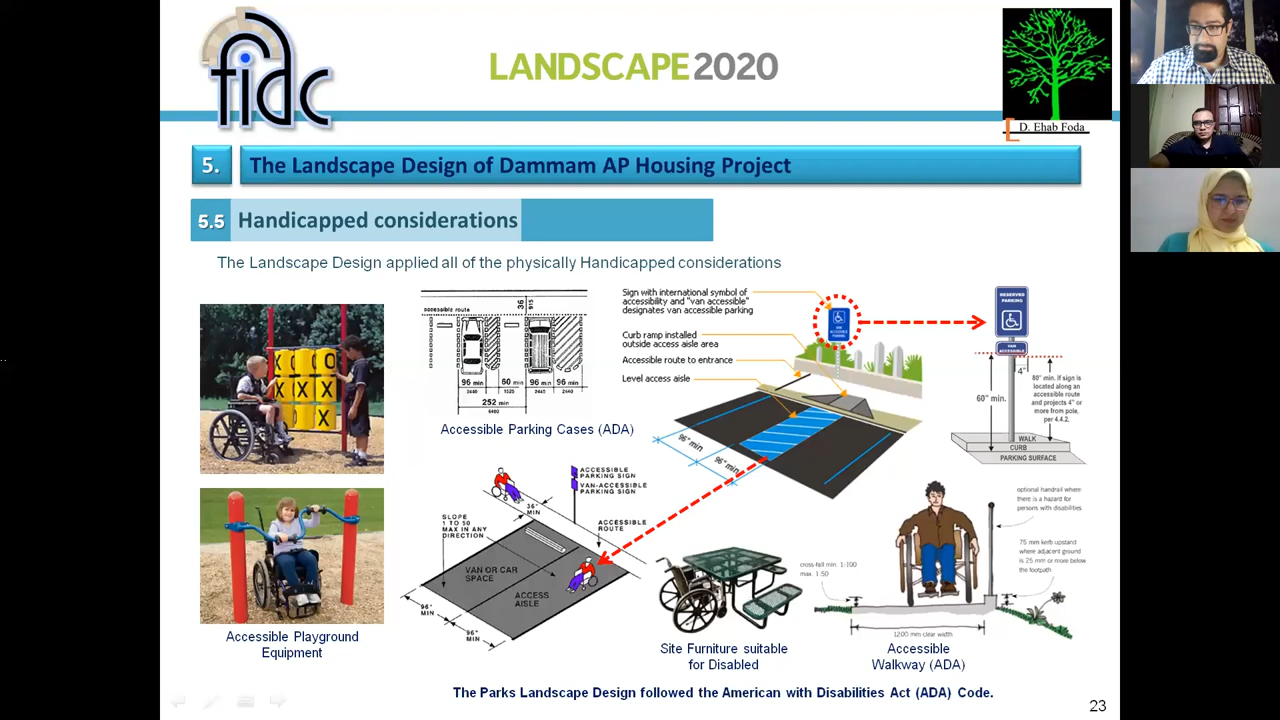 fidc
LANDSCAPE2020
D. Ehab Foda
5.
The Landscape Design of Dammam AP Housing Project
5.5
Handicapped considerations
The Landscape Design applied all of the physically Handicapped considerations
accessible route
36
915
96 min
60 min
96 min
96 min
2440
1525
2445
2440
252 min
6400
Accessible Parking Cases (ADA)
Sign with international symbol of
accessibility and "van accessible"
designates van accessible parking
Curb ramp installed
outside access aisle area
Accessible route to entrance
Level access aisle
96" min
96" min
RESERVED
PARKING
VAN
ACCESSIBLE
4"
60" min.
80" min. if sign is
located along an
accessible route
and projects 4" or
more from pole,
per 4.4.2.
WALK
CURB
PARKING SURFACE
X O O
X X
X
ACCESSIBLE
PARKING SIGN
VAN-ACCESSIBLE
PARKING SIGN
36"
MIN
SLOPE
1 TO 50
MAX IN ANY
DIRECTION
ACCESSIBLE
ROUTE
VAN OR CAR
SPACE
ACCESS
AISLE
96"
MIN
96"
MIN
optional handrail where
there is a hazard for
persons with disabilities
75 mm kerb upstand
where adjacent ground
is 25 mm or more below
the footpath
cross-fall min. 1:100
max. 1:50
1200 mm clear width
Accessible Playground
Equipment
Site Furniture suitable
for Disabled
Accessible
Walkway (ADA)
The Parks Landscape Design followed the American with Disabilities Act (ADA) Code.
23